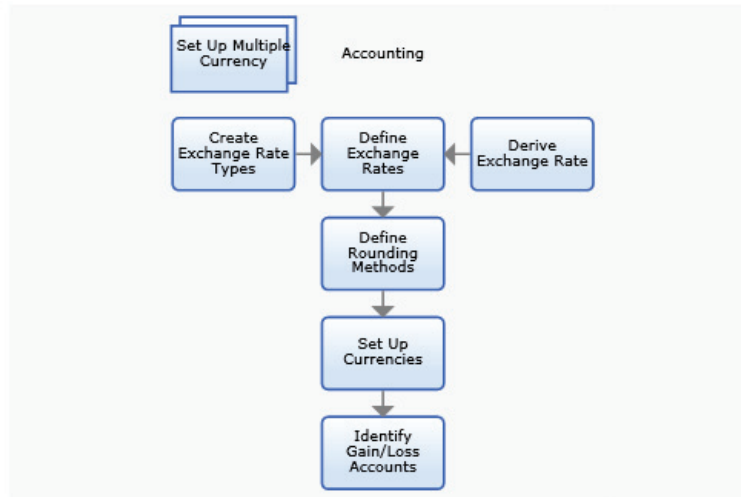 Set Up Multiple
Currency
Accounting
Create
Exchange Rate
Types
Define
Exchange
Rates
Derive
Exchange Rate
Define
Rounding
Methods
Set Up
Currencies
Identify
Gain/Loss
Accounts